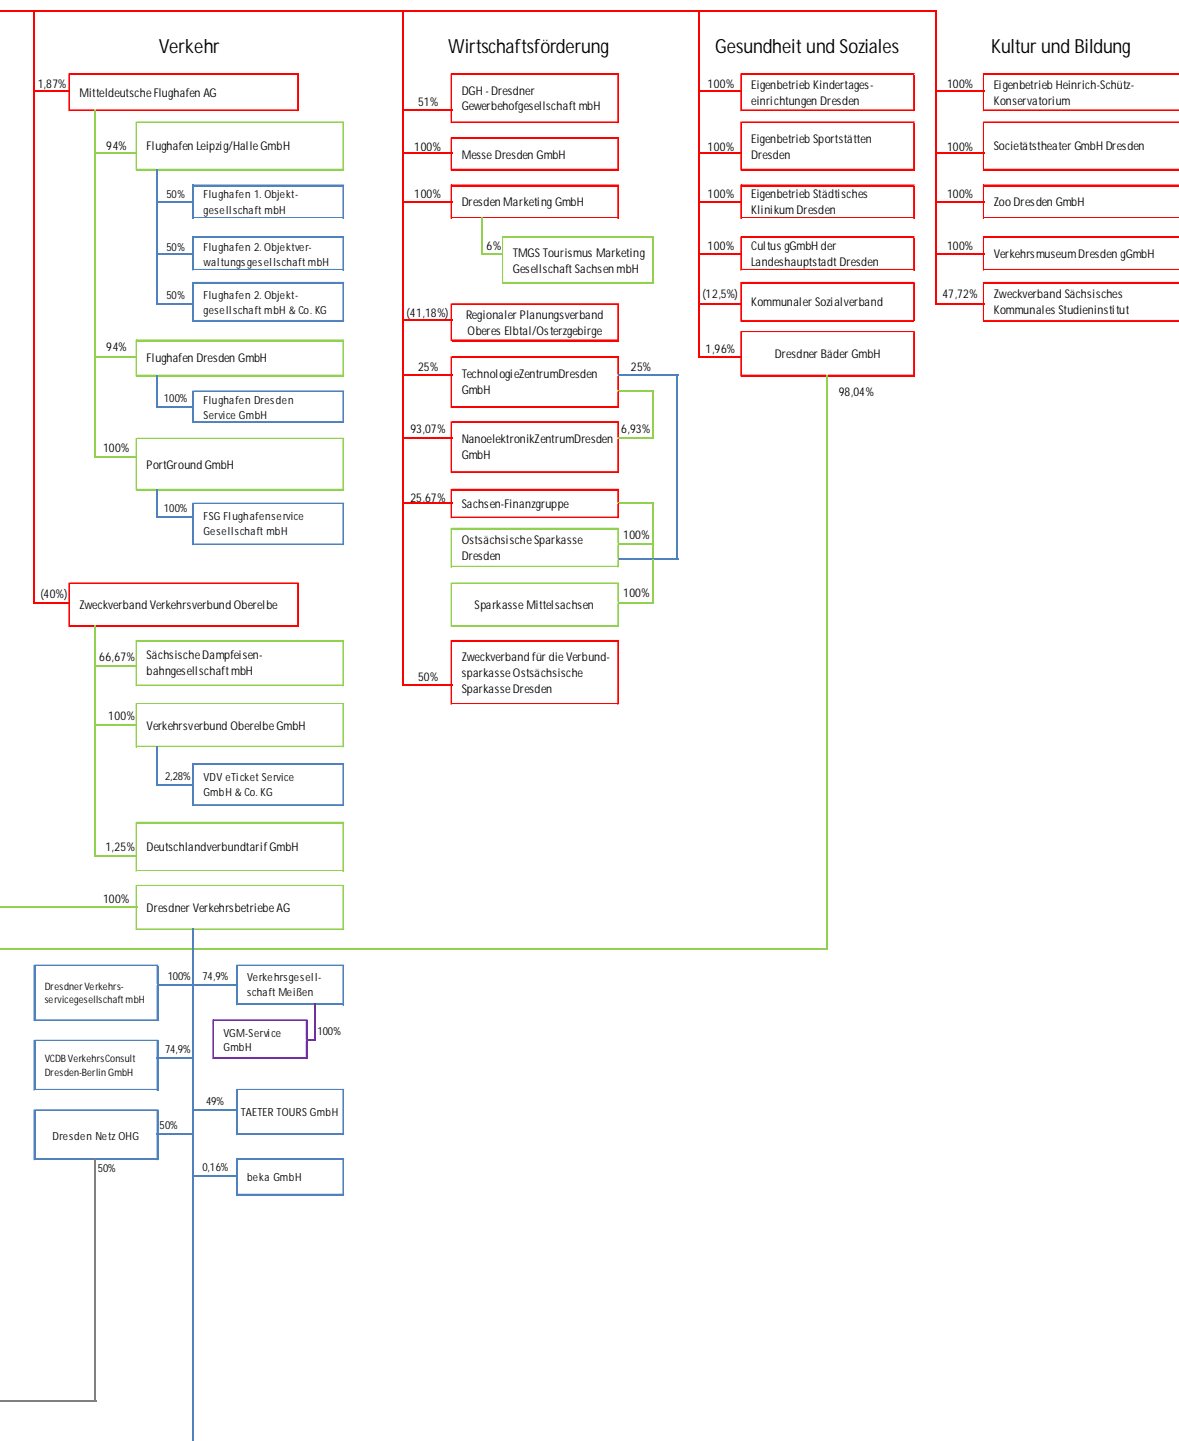 Verkehr
1,87%
Mitteldeutsche Flughafen AG
94%
Flughafen Leipzig/Halle GmbH
50%
Flughafen 1. Objekt-
gesellschaft mbH
50%
Flughafen 2. Objektver-
waltungsgesellschaft mbH
50%
Flughafen 2. Objekt-
gesellschaft mbH & Co. KG
94%
Flughafen Dresden GmbH
100%
Flughafen Dresden
Service GmbH
100%
PortGround GmbH
100%
FSG Flughafenservice
Gesellschaft mbH
(40%)
Zweckverband Verkehrsverbund Oberelbe
66,67%
Sächsische Dampfeisen-
bahngesellschaft mbH
100%
Verkehrsverbund Oberelbe GmbH
2,28%
VDV eTicket Service
GmbH & Co. KG
1,25%
Deutschlandverbundtarif GmbH
100%
Dresdner Verkehrsbetriebe AG
Dresdner Verkehrs-
servicegesellschaft mbH
100%
74,9%
Verkehrsgesell-
schaft Meißen
VGM-Service
GmbH
100%
VCDB VerkehrsConsult
Dresden-Berlin GmbH
74,9%
49%
TAETER TOURS GmbH
Dresden Netz OHG
50%
50%
0,16%
beka GmbH
Wirtschaftsförderung
51%
DGH - Dresdner
Gewerbehofgesellschaft mbH
100%
Messe Dresden GmbH
100%
Dresden Marketing GmbH
6%
TMGS Tourismus Marketing
Gesellschaft Sachsen mbH
(41,18%)
Regionaler Planungsverband
Oberes Elbtal/Osterzgebirge
25%
TechnologieZentrumDresden
GmbH
25%
93,07%
NanoelektronikZentrumDresden
GmbH
6,93%
25,67%
Sachsen-Finanzgruppe
Ostsächsische Sparkasse
Dresden
100%
Sparkasse Mittelsachsen
100%
50%
Zweckverband für die Verbund-
sparkasse Ostsächsische
Sparkasse Dresden
Gesundheit und Soziales
100%
Eigenbetrieb Kindertages-
einrichtungen Dresden
100%
Eigenbetrieb Sportstätten
Dresden
100%
Eigenbetrieb Städtisches
Klinikum Dresden
100%
Cultus gGmbH der
Landeshauptstadt Dresden
(12,5%)
Kommunaler Sozialverband
1,96%
Dresdner Bäder GmbH
98,04%
Kultur und Bildung
100%
Eigenbetrieb Heinrich-Schütz-
Konservatorium
100%
Societätstheater GmbH Dresden
100%
Zoo Dresden GmbH
100%
Verkehrsmuseum Dresden gGmbH
47,72%
Zweckverband Sächsisches
Kommunales Studieninstitut